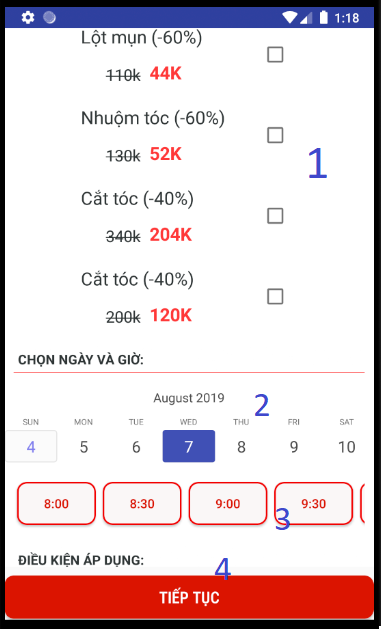 1:18
Lột mụn (-60%)
110k 44K
Nhuộm tóc (-60%)
130k 52K
1
Cắt tóc (-40%)
340k 204K
Cắt tóc (-40%)
200k 120K
CHỌN NGÀY VÀ GIỜ:
August 2019
2
SUN MON TUE WED THU FRI SAT
4 5 6 7 8 9 10
8:00 8:30 9:00 9:30
3
ĐIỀU KIỆN ÁP DỤNG:
4
TIẾP TỤC